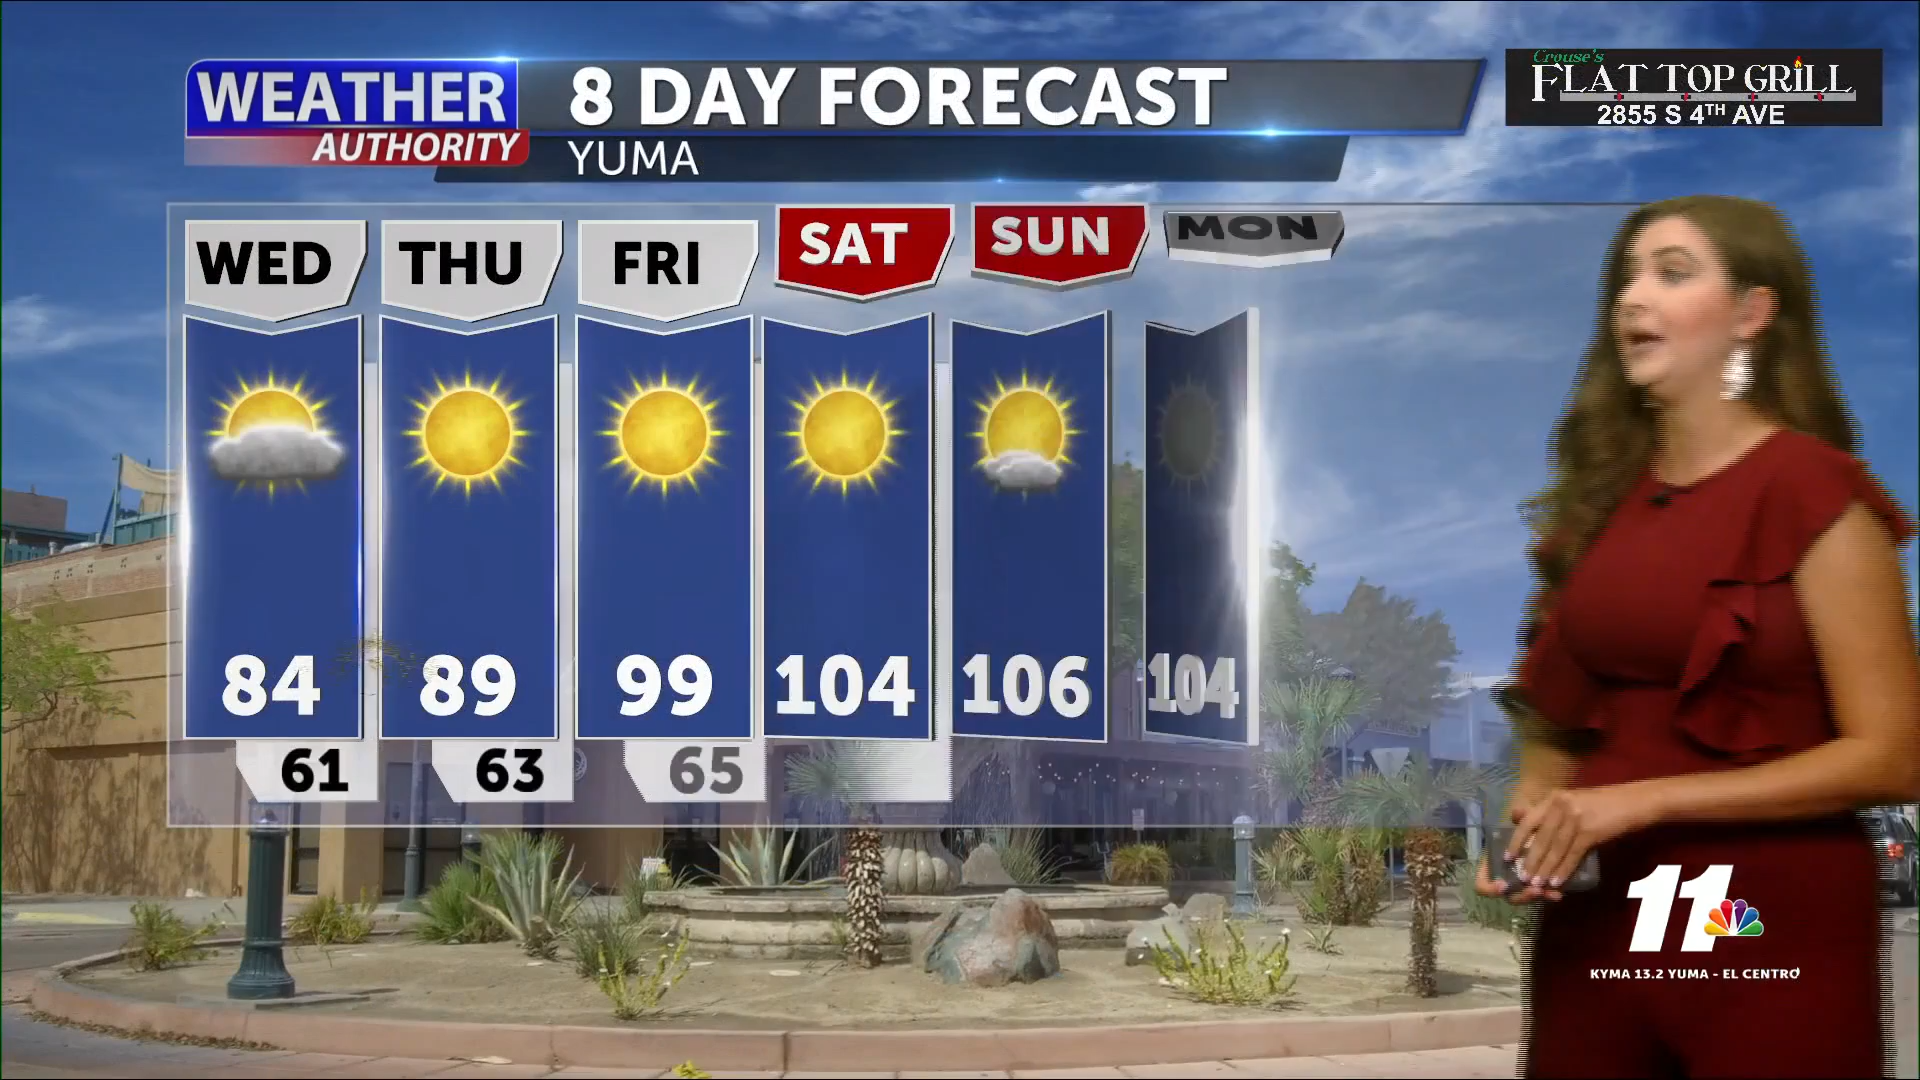 WEATHER
AUTHORITY
8 DAY FORECAST
YUMA
Crouse's
FLAT TOP GRILL
2855 S 4TH AVE
WED THU FRI SAT SUN MON
84 89 99 104 106 104
61 63 65
11
KYMA 13.2 YUMA - EL CENTRO